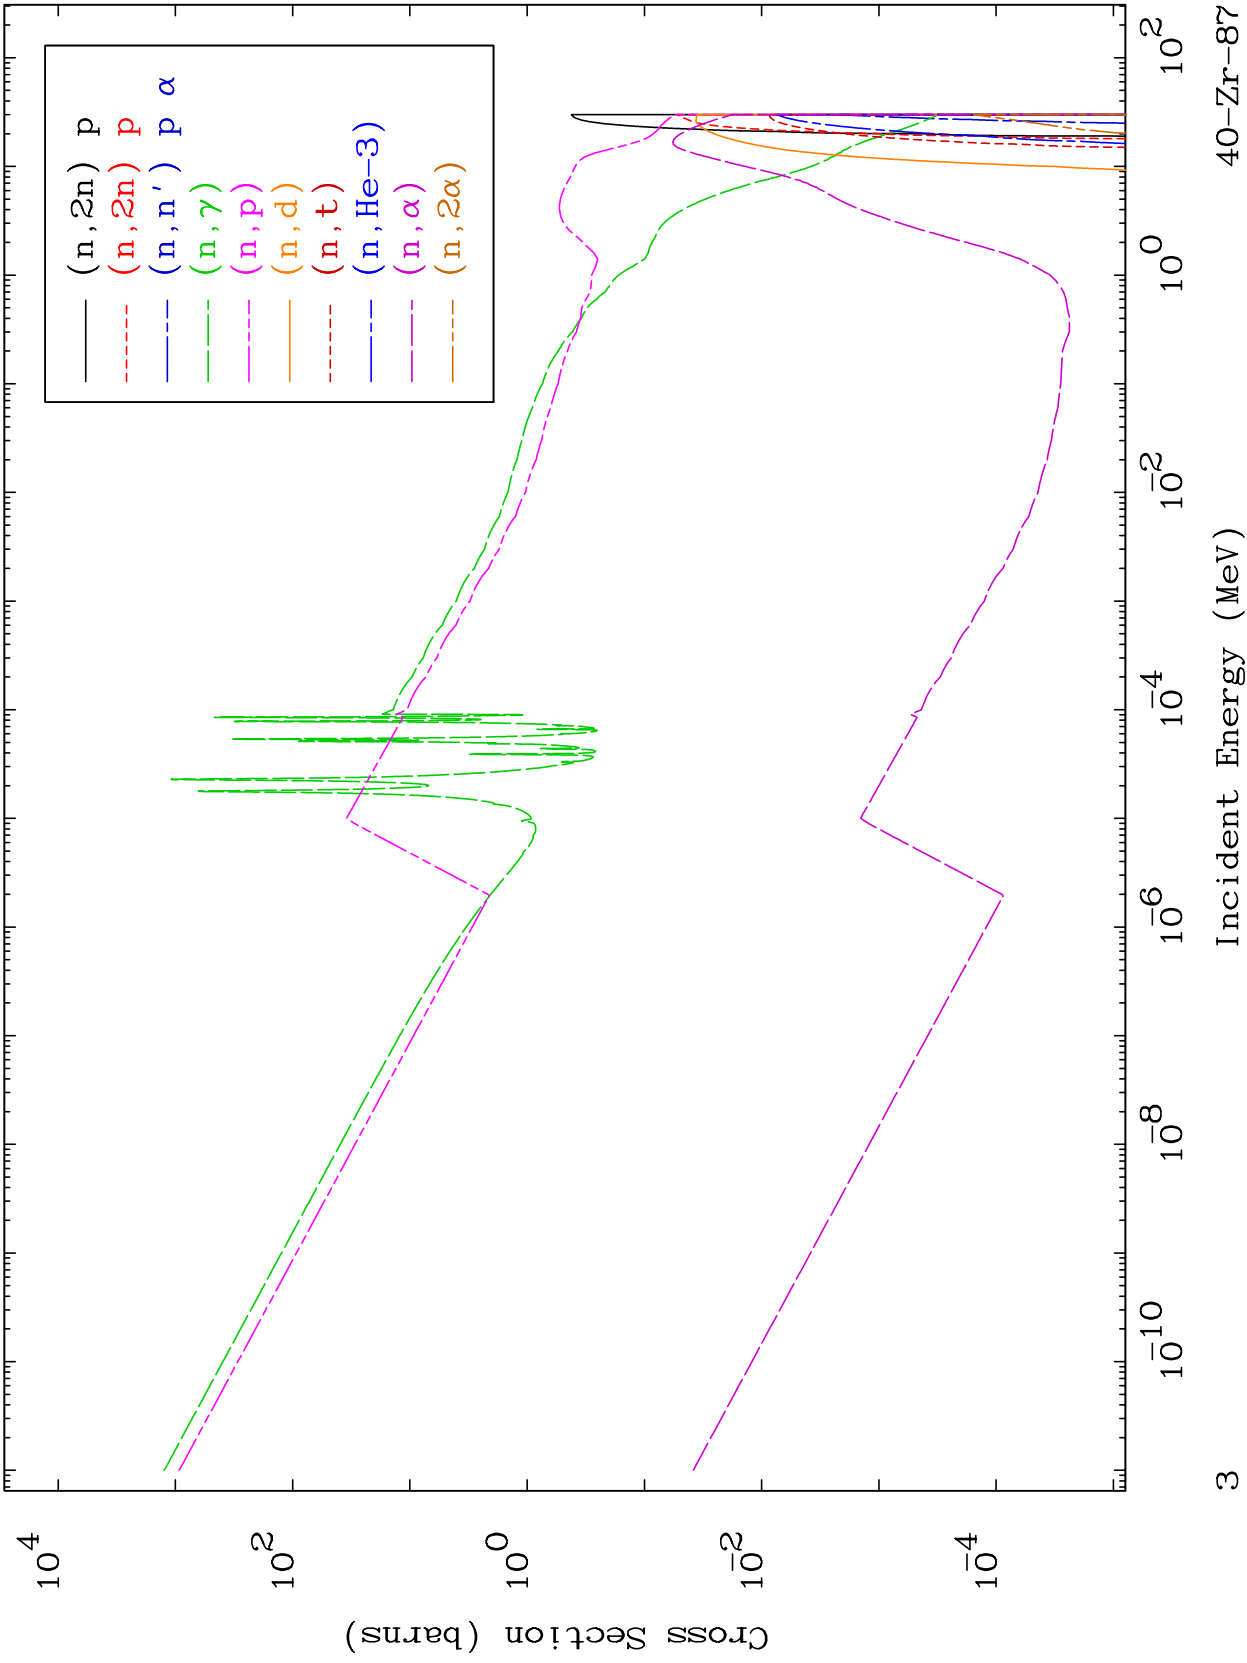 (n,2n) p
(n,2n) p
(n,n') p α
(n,γ)
(n,p)
(n,d)
(n,t)
(n,He-3)
(n,α)
(n,2α)
Cross Section (barns)
10^4
10^2
10^0
10^-2
10^-4
10^-10
10^-8
10^-6
10^-4
10^-2
10^0
10^2
Incident Energy (MeV)
3
40-Zr-87